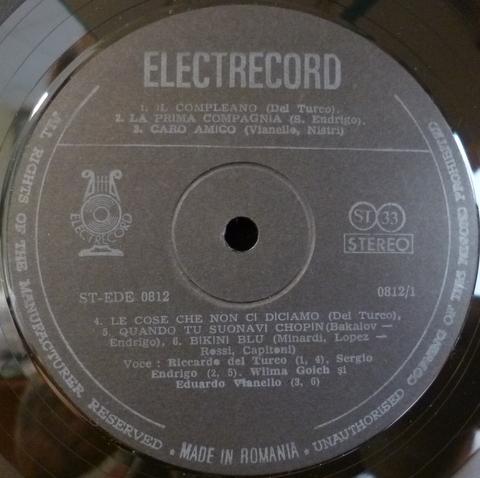 ELECTRECORD
1. IL COMPLEANO (Del Turco).
2. LA PRIMA COMPAGNIA (S. Endrigo).
3. CARO AMICO (Vianello, Nistri)
ELECTRECORD
ST 33
STEREO
ST-EDE 0812
0812/1
4. LE COSE CHE NON CI DICIAMO (Del Turco).
5. QUANDO TU SUONAVI CHOPIN (Bakalov —
Endrigo). 6. BIKINI BLU (Minardi, Lopez —
Rossi, Capitoni)
Voce : Riccardo del Turco (1, 4), Sergio
Endrigo (2, 5). Wilma Goich și
Eduardo Vianello (3, 6)
ALL RIGHTS OF THE MANUFACTURER RESERVED • MADE IN ROMANIA • UNAUTHORISED COPYING OF THIS RECORD PROHIBITED